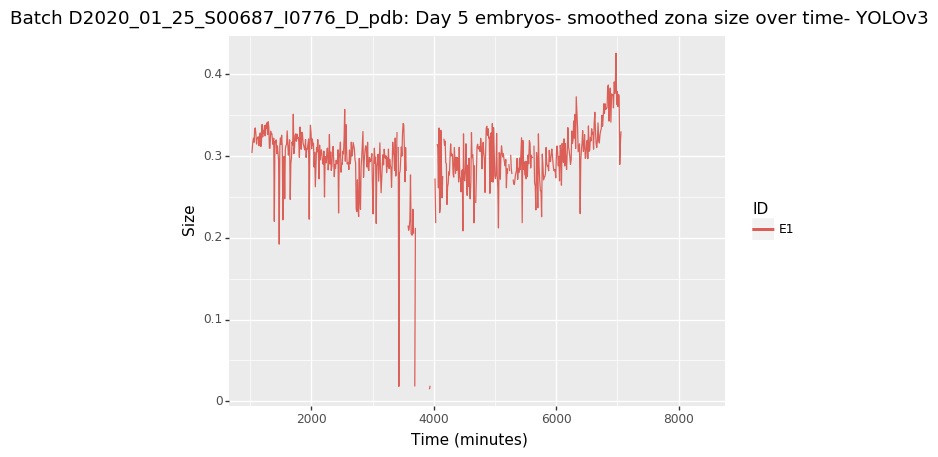 Batch D2020_01_25_S00687_I0776_D_pdb: Day 5 embryos- smoothed zona size over time- YOLOv3
0.4
0.3
0.2
0.1
0
Size
2000
4000
6000
8000
Time (minutes)
ID
E1